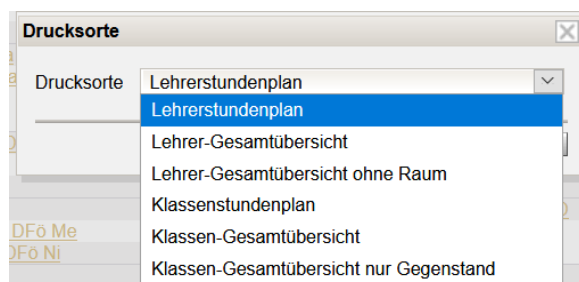 Drucksorte
Drucksorte Lehrerstundenplan
Lehrerstundenplan
Lehrer-Gesamtübersicht
Lehrer-Gesamtübersicht ohne Raum
Klassenstundenplan
Klassen-Gesamtübersicht
DFö Me
DFö Ni
Klassen-Gesamtübersicht nur Gegenstand